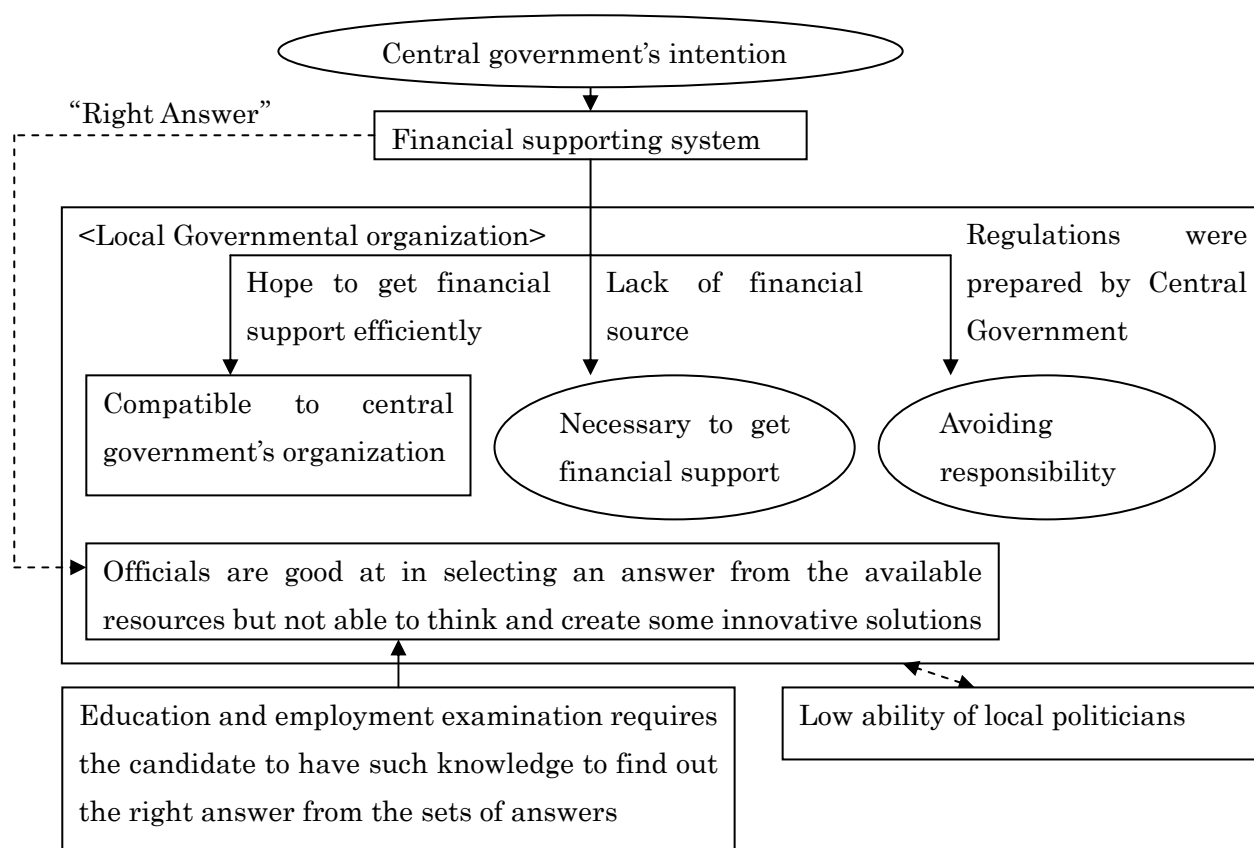 Central government’s intention
“Right Answer”
Financial supporting system
<Local Governmental organization>
Regulations were
prepared by Central
Government
Hope to get financial
support efficiently
Lack of financial
source
Compatible to central
government’s organization
Necessary to get
financial support
Avoiding
responsibility
Officials are good at in selecting an answer from the available
resources but not able to think and create some innovative solutions
Education and employment examination requires
the candidate to have such knowledge to find out
the right answer from the sets of answers
Low ability of local politicians